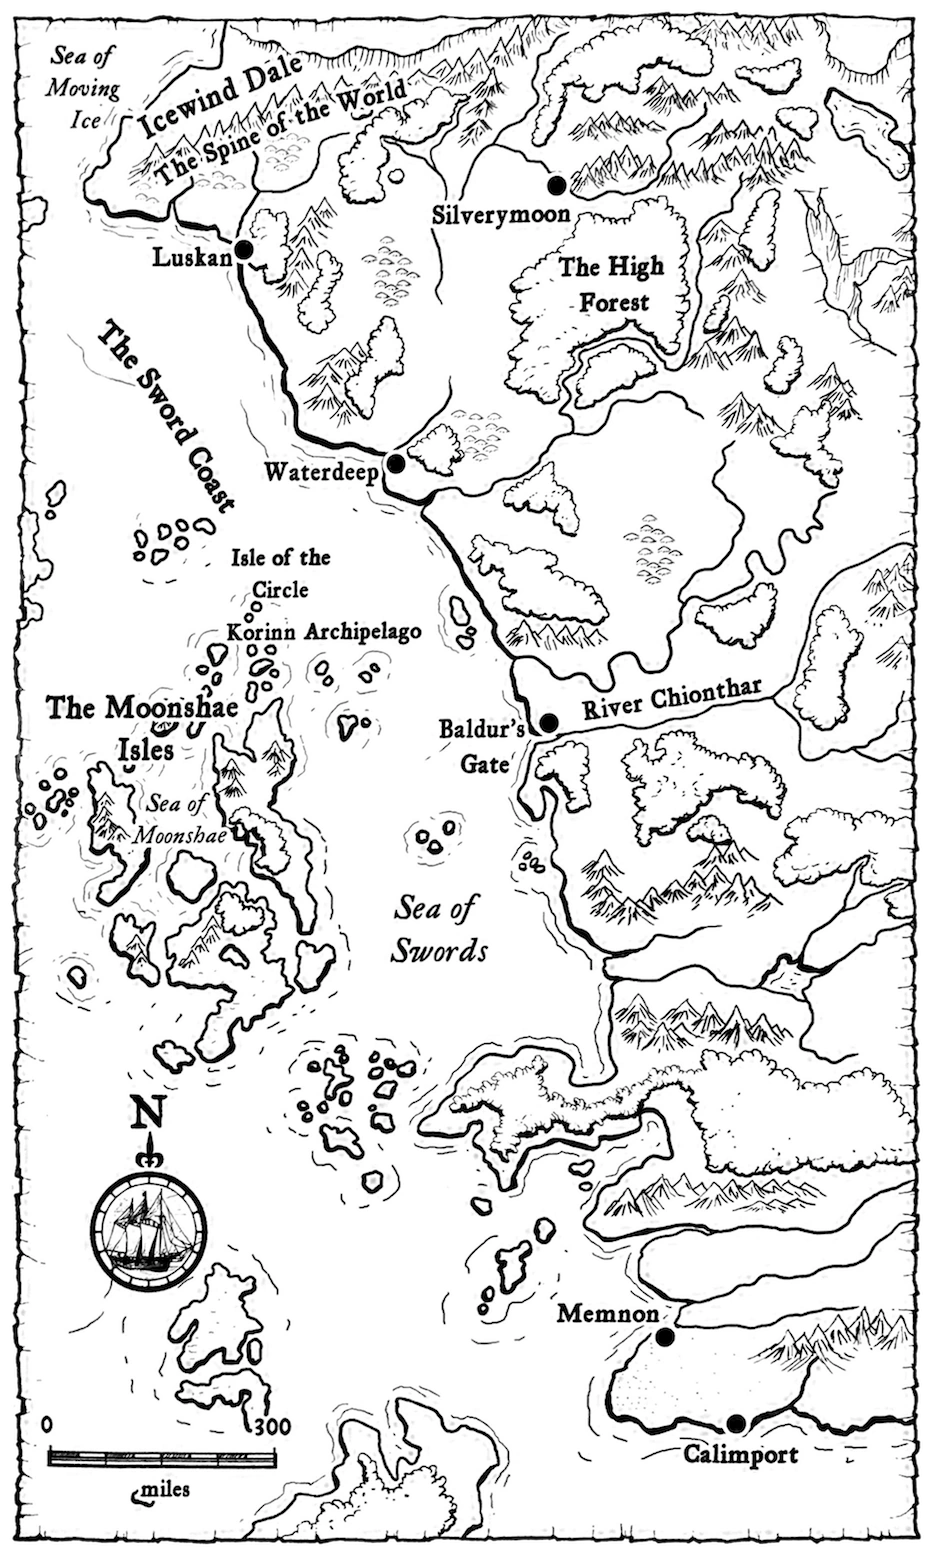 Sea of
Moving
Ice
Icewind Dale
The Spine of the World
Silverymoon
Luskan
The High
Forest
The Sword Coast
Waterdeep
Isle of the
Circle
Korinn Archipelago
The Moonshae
Isles
River Chionthar
Baldur's
Gate
Sea of
Moonshae
Sea of
Swords
N
Memnon
0
300
Calimport
miles